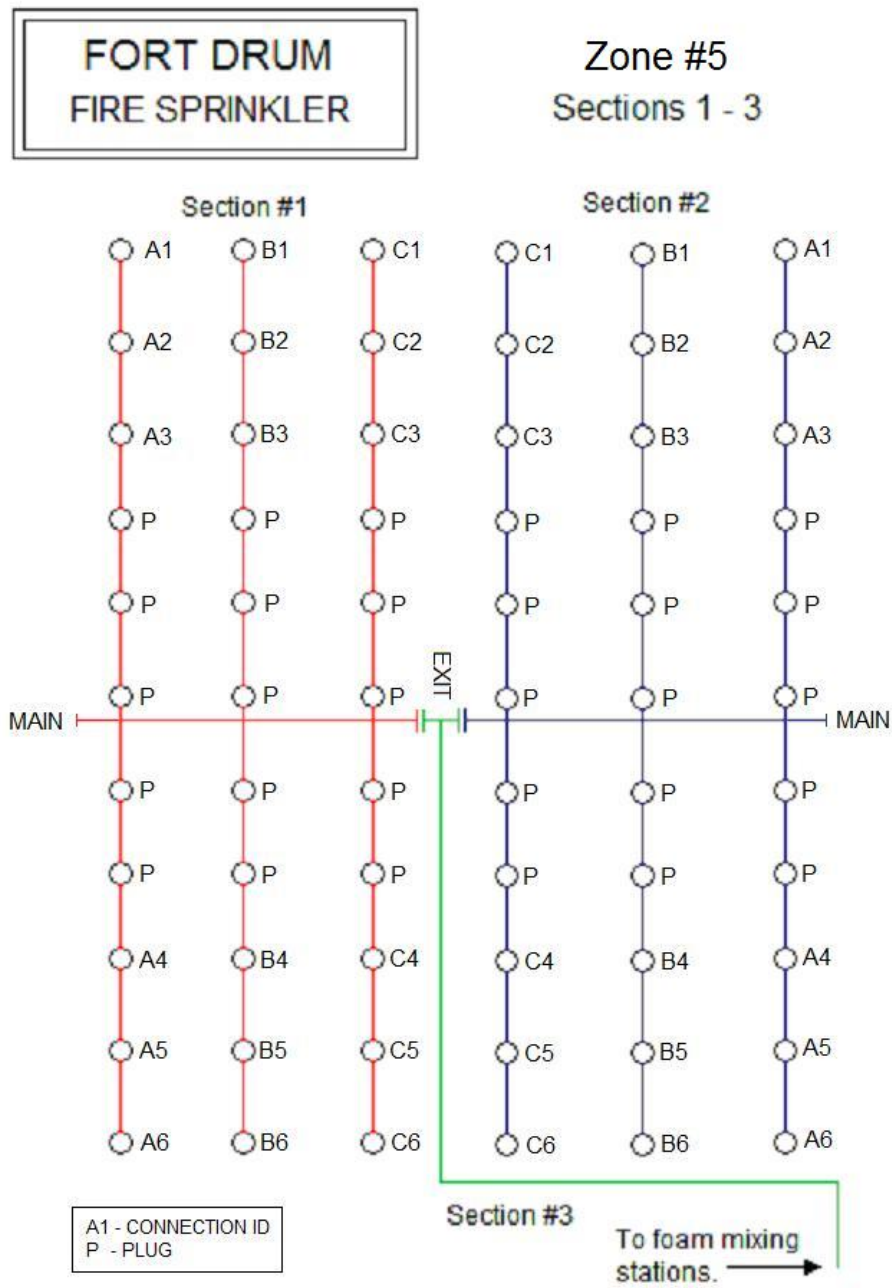 FORT DRUM
FIRE SPRINKLER
Zone #5
Sections 1 - 3
Section #1
Section #2
A1 B1 C1 C1 B1 A1
A2 B2 C2 C2 B2 A2
A3 B3 C3 C3 B3 A3
P P P P P P
P P P P P P
P P P P P P
EXIT
MAIN MAIN
P P P P P P
P P P P P P
A4 B4 C4 C4 B4 A4
A5 B5 C5 C5 B5 A5
A6 B6 C6 C6 B6 A6
A1 - CONNECTION ID
P - PLUG
Section #3
To foam mixing
stations.